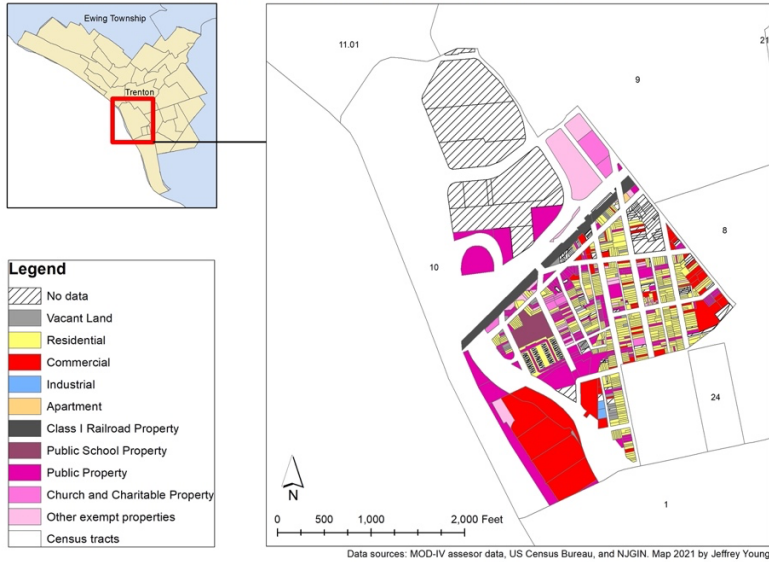 Ewing Township
Trenton
11.01
9
21
8
10
24
1
Legend
No data
Vacant Land
Residential
Commercial
Industrial
Apartment
Class I Railroad Property
Public School Property
Public Property
Church and Charitable Property
Other exempt properties
Census tracts
N
0 500 1,000 2,000 Feet
Data sources: MOD-IV assesor data, US Census Bureau, and NJGIN. Map 2021 by Jeffrey Young